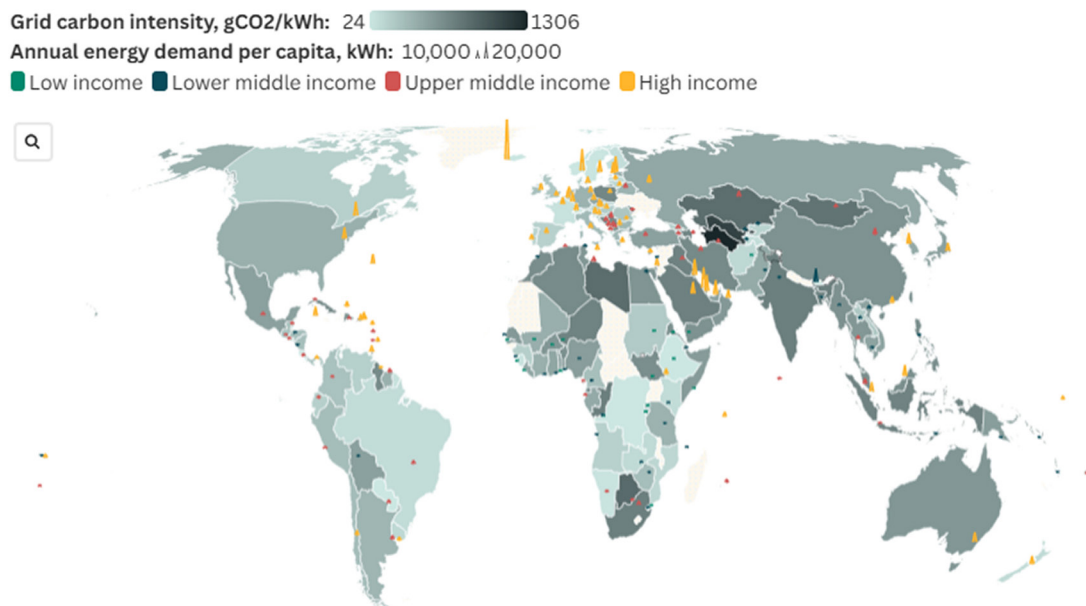 Grid carbon intensity, gCO2/kWh: 24 1306
Annual energy demand per capita, kWh: 10,000 20,000
Low income Lower middle income Upper middle income High income